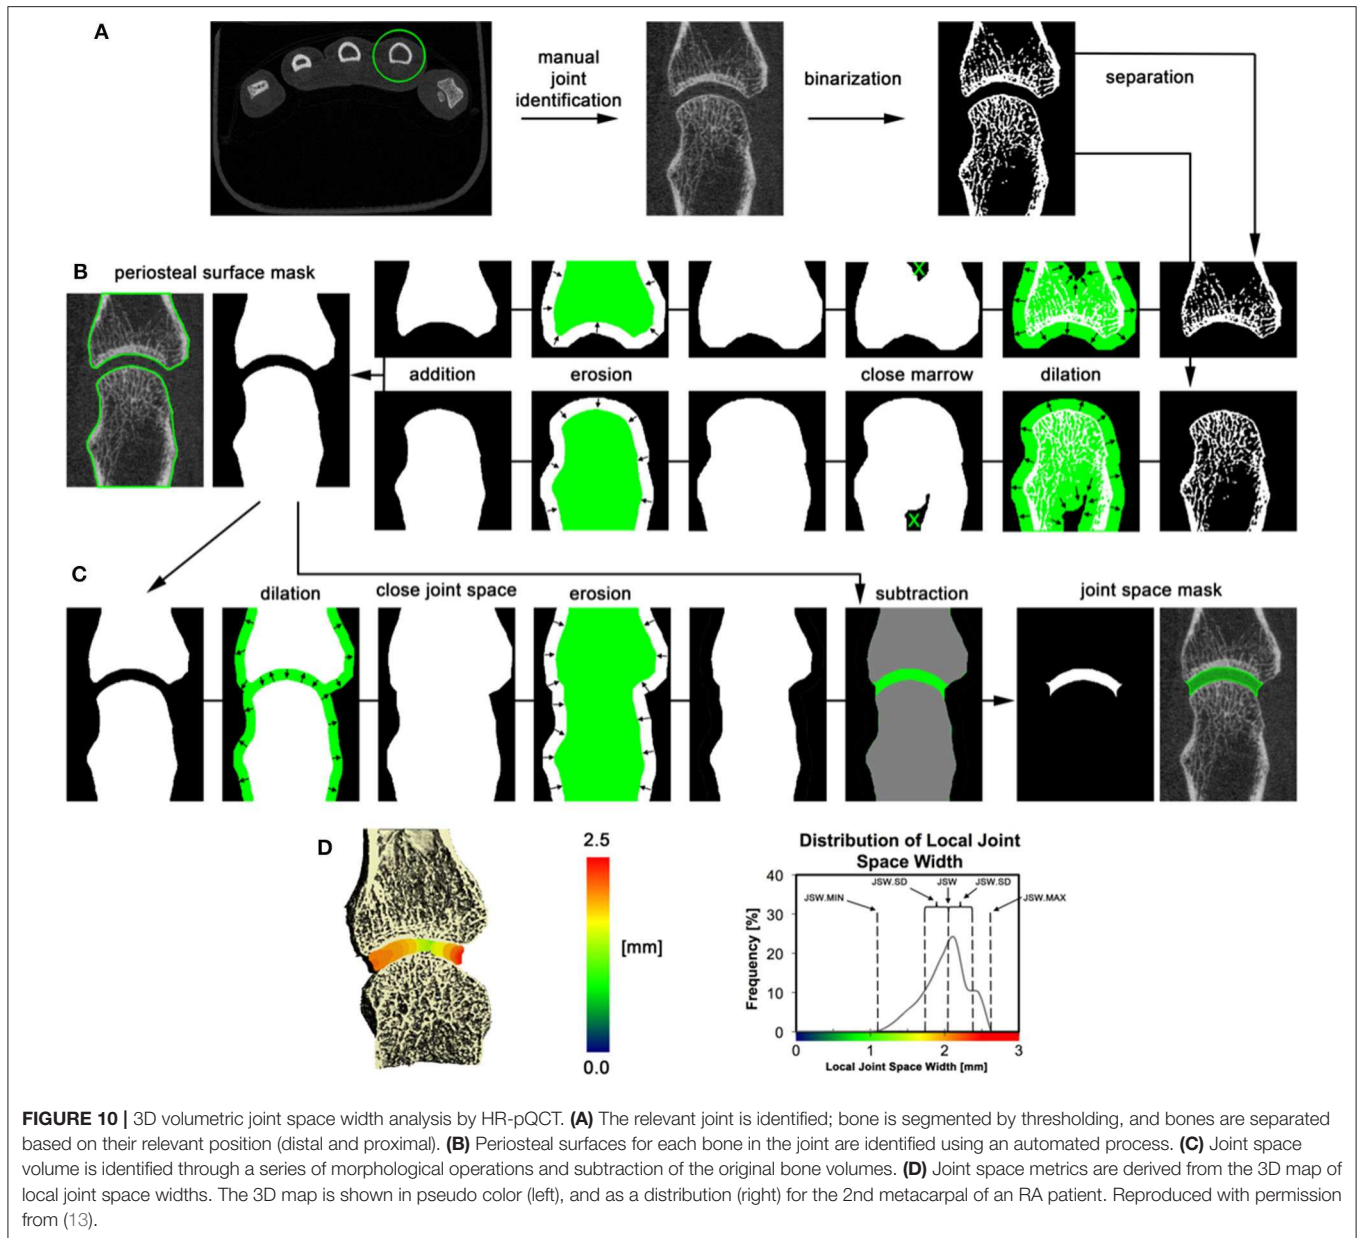 A
manual
joint
identification
binarization
separation
B
periosteal surface mask
addition
erosion
close marrow
dilation
X
X
C
dilation
close joint space
erosion
subtraction
joint space mask
D
2.5
[mm]
0.0
Distribution of Local Joint
Space Width
JSW.MIN
JSW.SD
JSW
JSW.SD
JSW.MAX
Frequency [%]
40
30
20
10
0
0 1 2 3
Local Joint Space Width [mm]
FIGURE 10 | 3D volumetric joint space width analysis by HR-pQCT. (A) The relevant joint is identified; bone is segmented by thresholding, and bones are separated
based on their relevant position (distal and proximal). (B) Periosteal surfaces for each bone in the joint are identified using an automated process. (C) Joint space
volume is identified through a series of morphological operations and subtraction of the original bone volumes. (D) Joint space metrics are derived from the 3D map of
local joint space widths. The 3D map is shown in pseudo color (left), and as a distribution (right) for the 2nd metacarpal of an RA patient. Reproduced with permission
from (13).